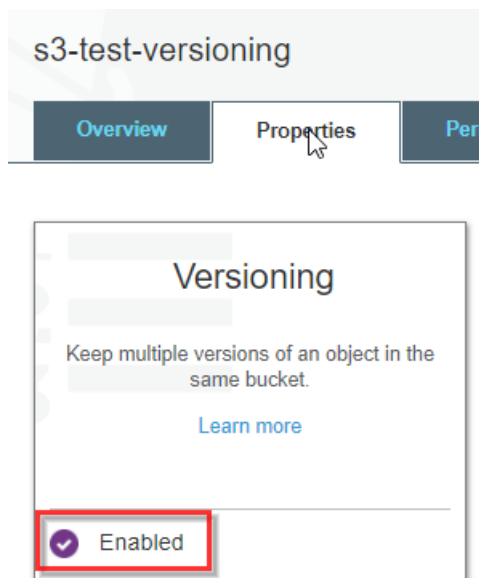 s3-test-versioning
Overview Properties Per
Versioning
Keep multiple versions of an object in the
same bucket.
Learn more
Enabled